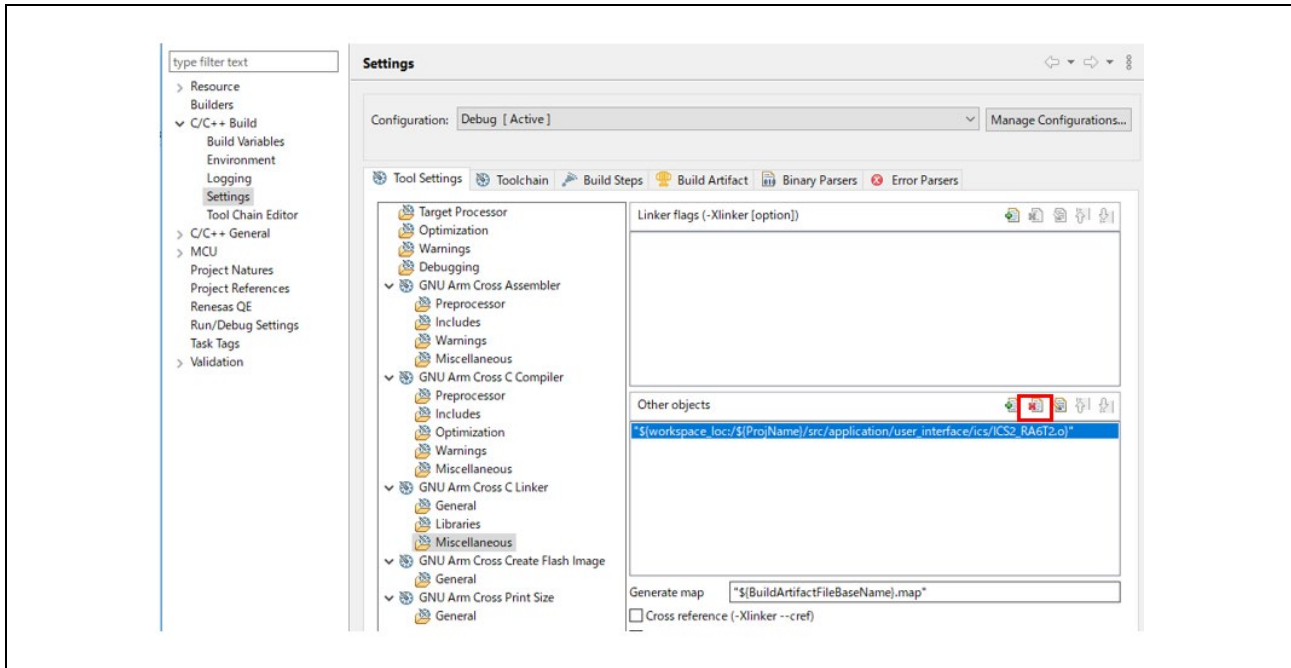 type filter text
Resource
Builders
C/C++ Build
Build Variables
Environment
Logging
Settings
Tool Chain Editor
C/C++ General
MCU
Project Natures
Project References
Renesas QE
Run/Debug Settings
Task Tags
Validation
Settings
Configuration: Debug [ Active ] Manage Configurations...
Tool Settings Toolchain Build Steps Build Artifact Binary Parsers Error Parsers
Target Processor
Optimization
Warnings
Debugging
GNU Arm Cross Assembler
Preprocessor
Includes
Warnings
Miscellaneous
GNU Arm Cross C Compiler
Preprocessor
Includes
Optimization
Warnings
Miscellaneous
GNU Arm Cross C Linker
General
Libraries
Miscellaneous
GNU Arm Cross Create Flash Image
General
GNU Arm Cross Print Size
General
Linker flags (-Xlinker [option])
Other objects
"${workspace_loc:/${ProjName}/src/application/user_interface/ics/ICS2_RA6T2.o}"
Generate map "${BuildArtifactFileBaseName}.map"
Cross reference (-Xlinker --cref)